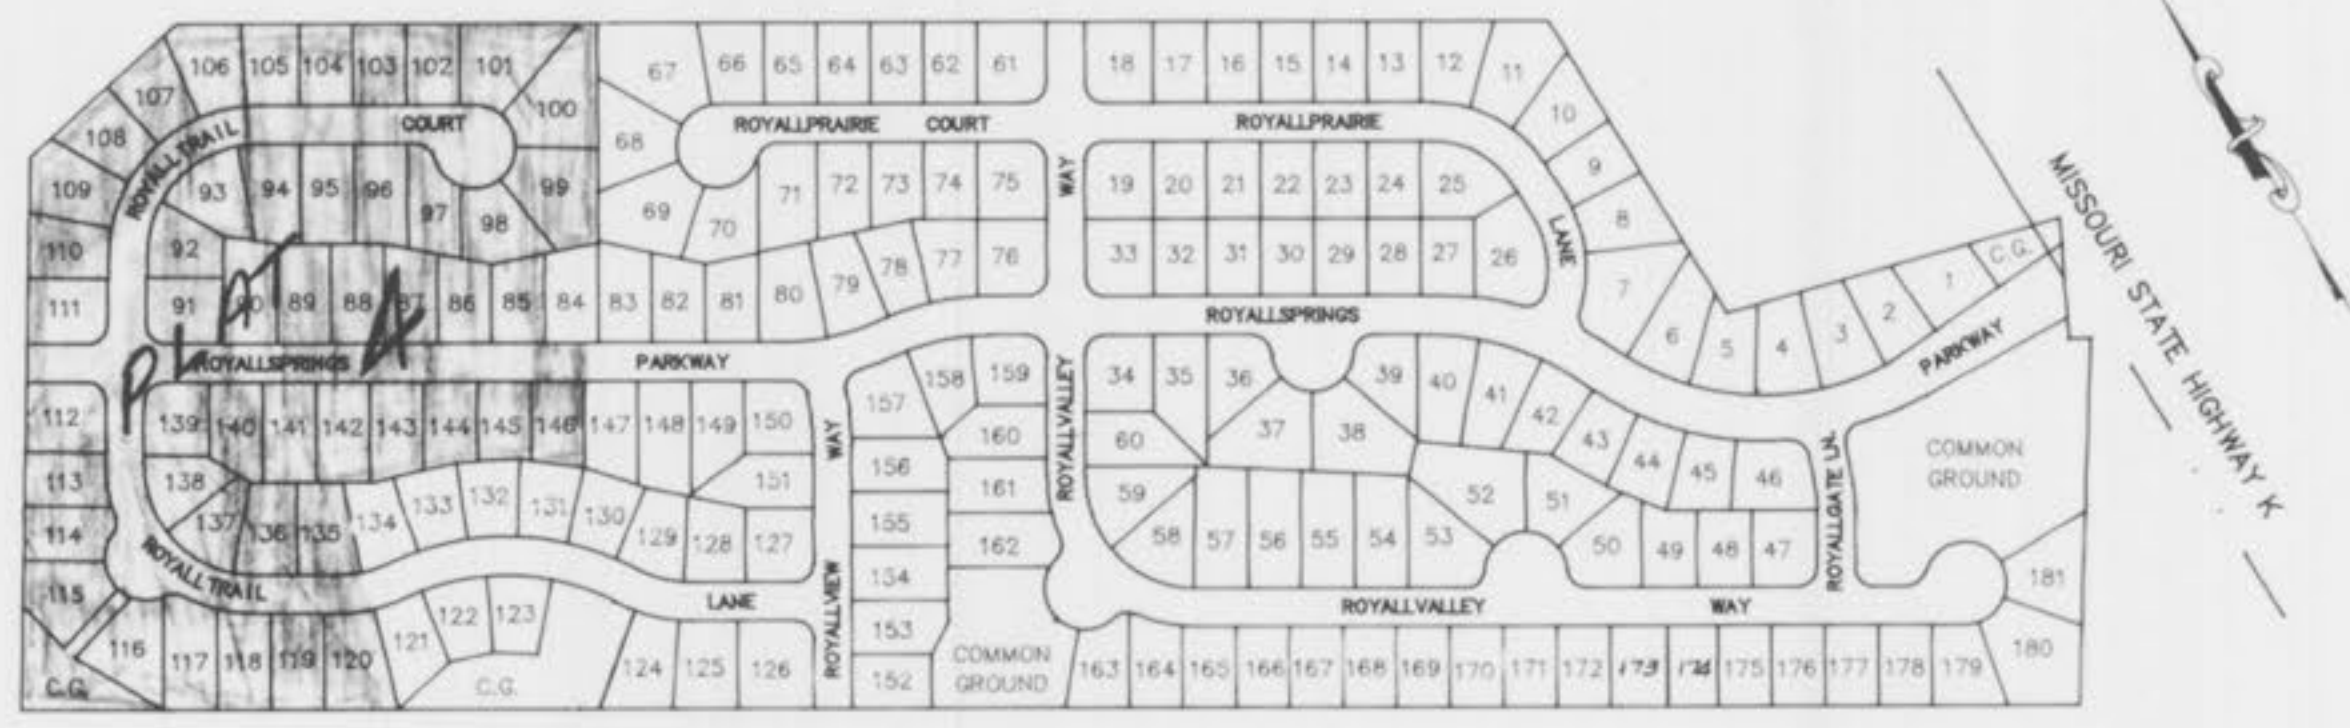 106 105 104 103 102 101 67 66 65 64 63 62 61 18 17 16 15 14 13 12 11
107 100 10
108 ROYALL TRAIL COURT ROYALLPRAIRIE COURT ROYALLPRAIRIE
68 9
109 93 94 95 96 97 98 99 69 70 71 72 73 74 75 WAY 19 20 21 22 23 24 25 8
110 92 79 78 77 76 33 32 31 30 29 28 27 26 LANE 7 C.G.
111 91 90 89 88 87 86 85 84 83 82 81 80 6 5 4 3 2 1
PLAT 4
ROYALLSPRINGS PARKWAY ROYALLSPRINGS PARKWAY
MISSOURI STATE HIGHWAY K
112 139 140 141 142 143 144 145 146 147 148 149 150 WAY 157 158 159 ROYALLVALLEY 34 35 36 39 40 41 42 43 44 45 46
160 60 37 38
COMMON
GROUND
113 138 133 132 131 130 151 156 161 59 52 51
114 137 136 135 134 129 128 127 155 162 58 57 56 55 54 53 50 49 48 47 ROYALLGATE LN.
115 ROYALL TRAIL LANE ROYALLVIEW 154 ROYALLVALLEY WAY 181
116 117 118 119 120 121 122 123 124 125 126 153 152
C.G. C.G.
COMMON
GROUND
163 164 165 166 167 168 169 170 171 172 173 174 175 176 177 178 179 180